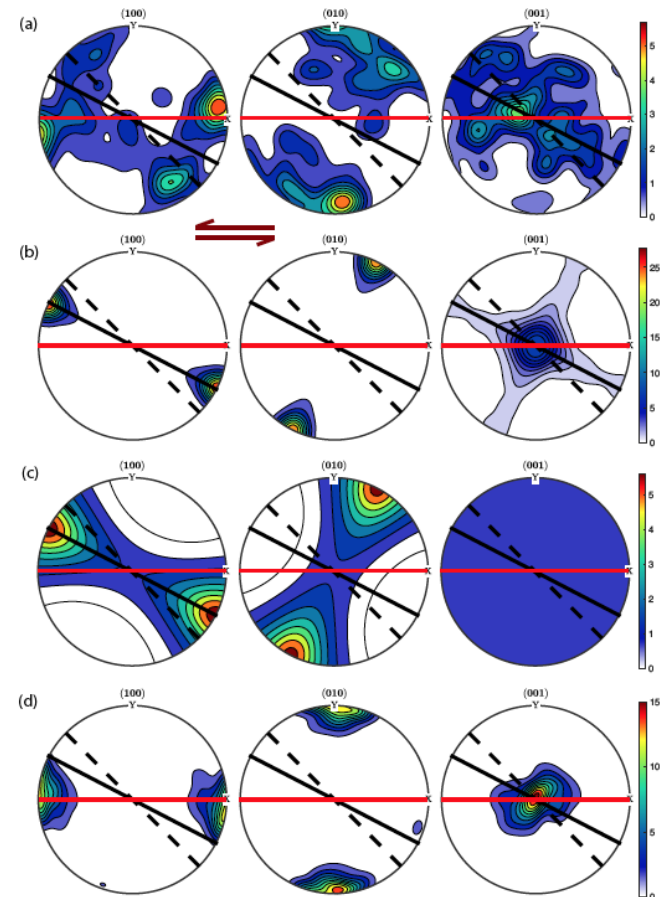 (a)
(100) (010) (001)
Y Y Y
X X X
5
4
3
2
1
0
(b)
(100) (010) (001)
Y Y Y
X X X
25
20
15
10
5
0
(c)
(100) (010) (001)
Y Y Y
X X X
5
4
3
2
1
0
(d)
(100) (010) (001)
Y Y Y
X X X
15
10
5
0